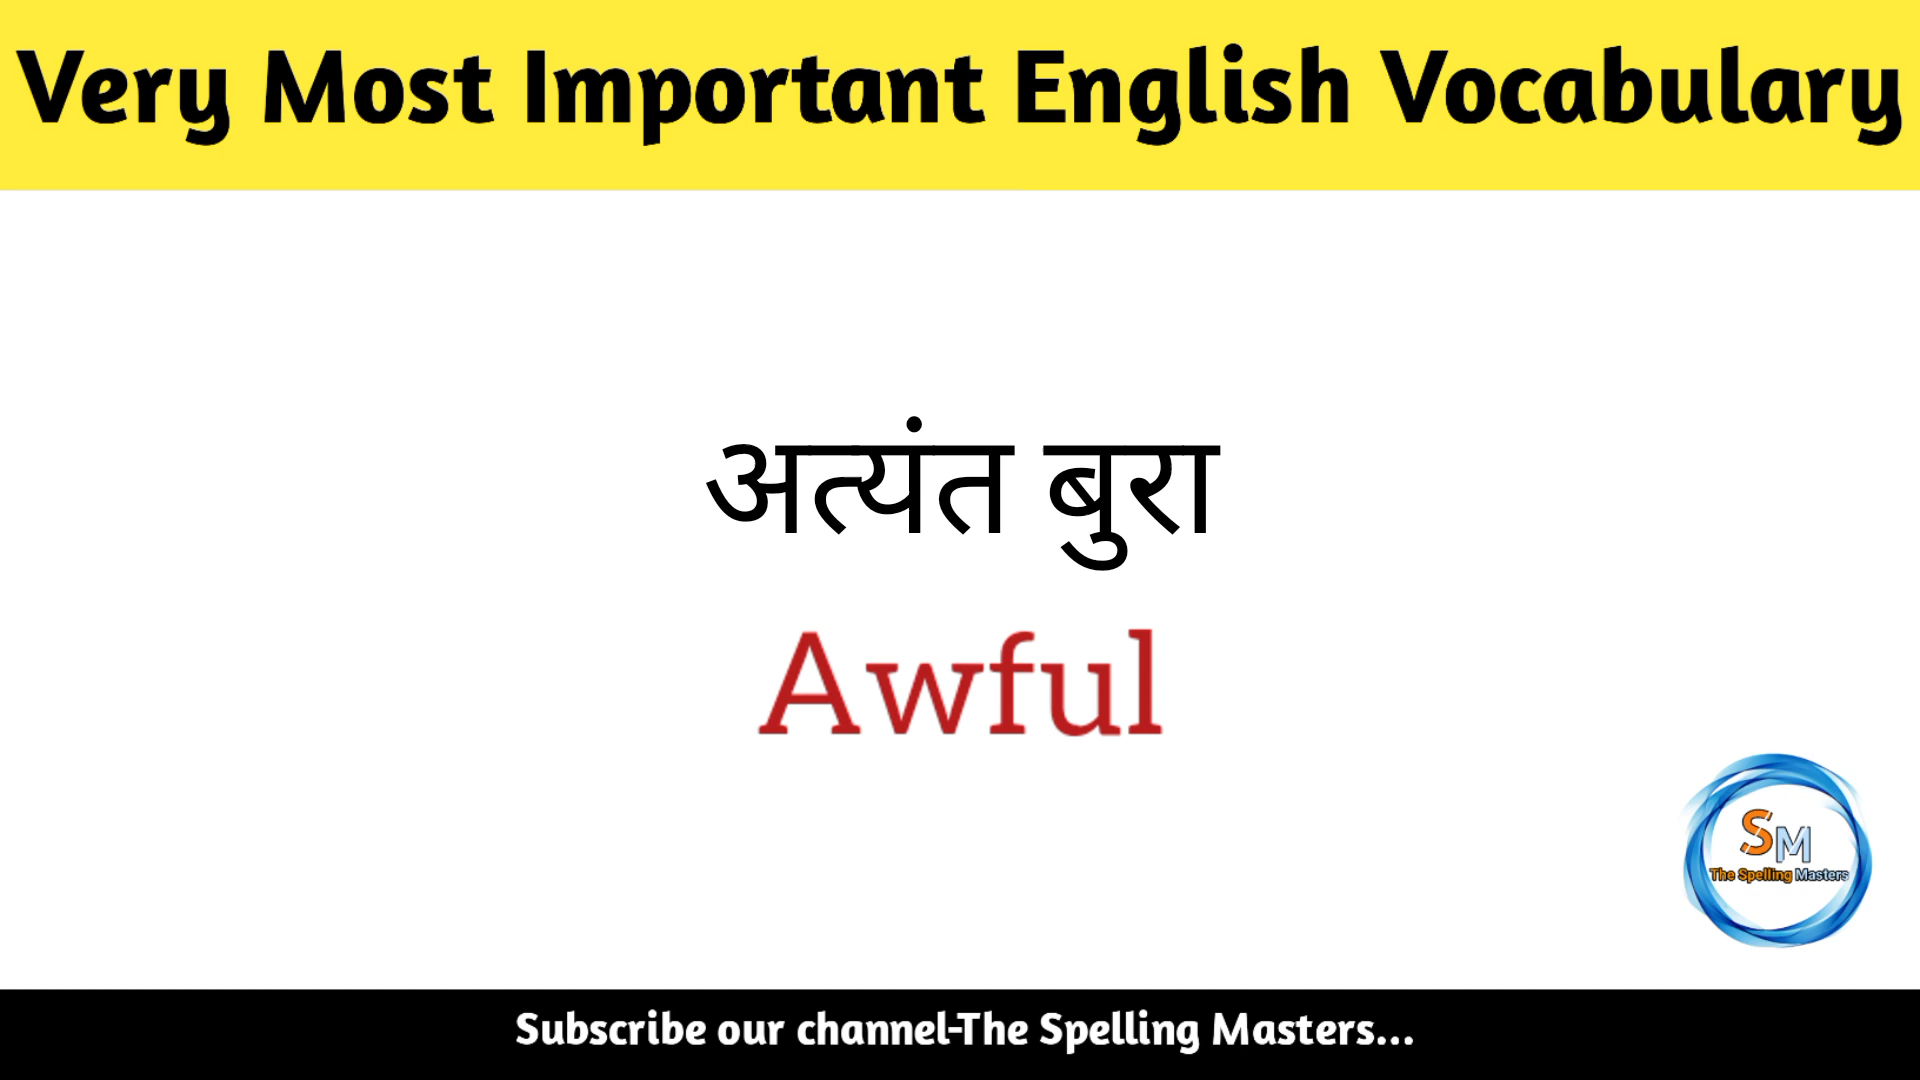 Very Most Important English Vocabulary
अत्यंत बुरा
Awful
SM
The Spelling Masters
Subscribe our channel-The Spelling Masters...